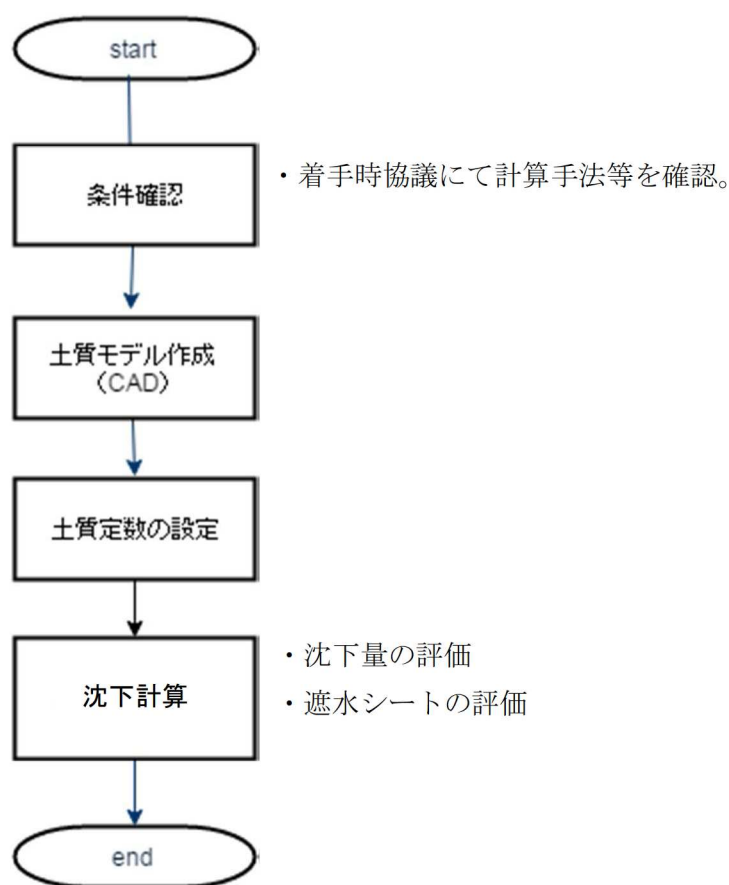 start
条件確認
・着手時協議にて計算手法等を確認。
土質モデル作成
(CAD)
土質定数の設定
沈下計算
・沈下量の評価
・遮水シートの評価
end